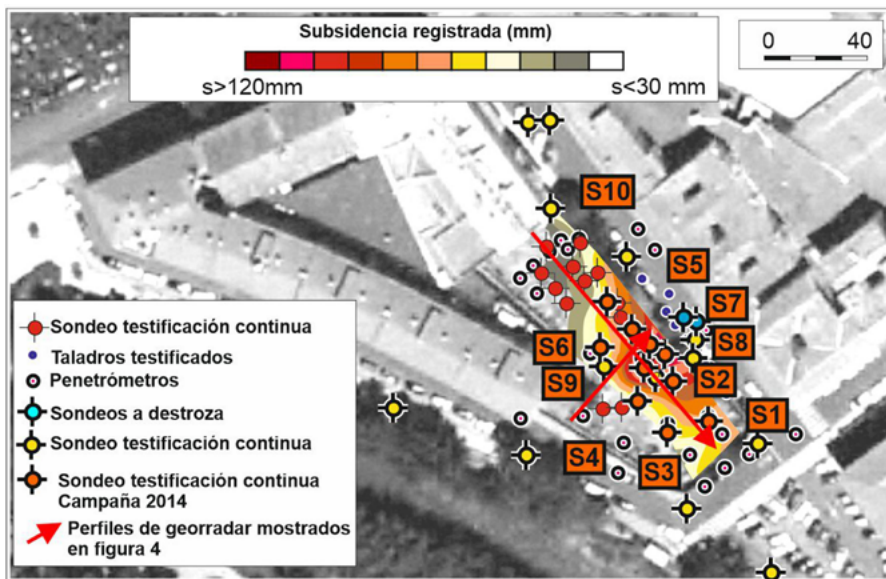 Subsidencia registrada (mm)
s>120mm
s<30 mm
0
40
S10
S5
S7
S8
S6
S9
S2
S1
S4
S3
Sondeo testificación continua
Taladros testificados
Penetrómetros
Sondeos a destroza
Sondeo testificación continua
Sondeo testificación continua
Campaña 2014
Perfiles de georradar mostrados
en figura 4